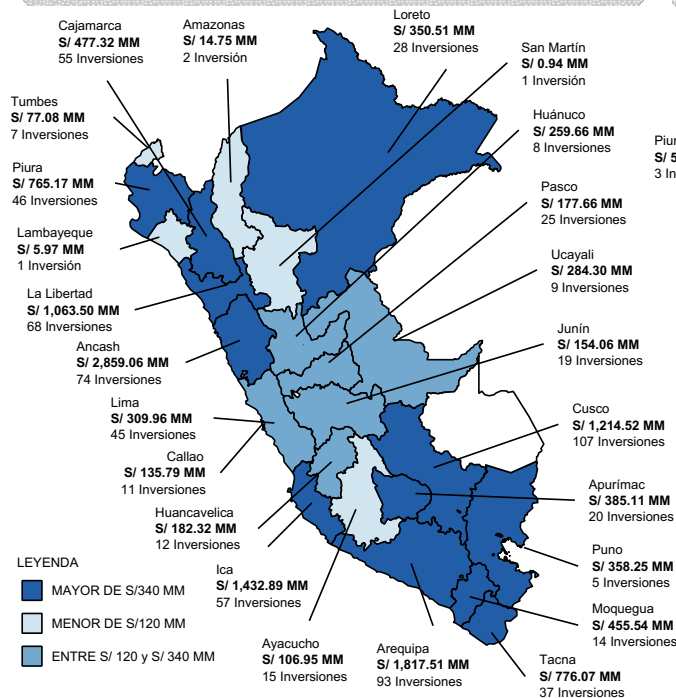 Cajamarca
S/ 477.32 MM
55 Inversiones
Amazonas
S/ 14.75 MM
2 Inversión
Loreto
S/ 350.51 MM
28 Inversiones
San Martín
S/ 0.94 MM
1 Inversión
Tumbes
S/ 77.08 MM
7 Inversiones
Huánuco
S/ 259.66 MM
8 Inversiones
Piura
S/ 765.17 MM
46 Inversiones
Pasco
S/ 177.66 MM
25 Inversiones
Lambayeque
S/ 5.97 MM
1 Inversión
Ucayali
S/ 284.30 MM
9 Inversiones
La Libertad
S/ 1,063.50 MM
68 Inversiones
Junín
S/ 154.06 MM
19 Inversiones
Ancash
S/ 2,859.06 MM
74 Inversiones
Lima
S/ 309.96 MM
45 Inversiones
Cusco
S/ 1,214.52 MM
107 Inversiones
Callao
S/ 135.79 MM
11 Inversiones
Apurímac
S/ 385.11 MM
20 Inversiones
Huancavelica
S/ 182.32 MM
12 Inversiones
Puno
S/ 358.25 MM
5 Inversiones
Ica
S/ 1,432.89 MM
57 Inversiones
Moquegua
S/ 455.54 MM
14 Inversiones
Ayacucho
S/ 106.95 MM
15 Inversiones
Arequipa
S/ 1,817.51 MM
93 Inversiones
Tacna
S/ 776.07 MM
37 Inversiones
LEYENDA
MAYOR DE S/340 MM
MENOR DE S/120 MM
ENTRE S/ 120 y S/ 340 MM
Piur
S/ 5
3 In